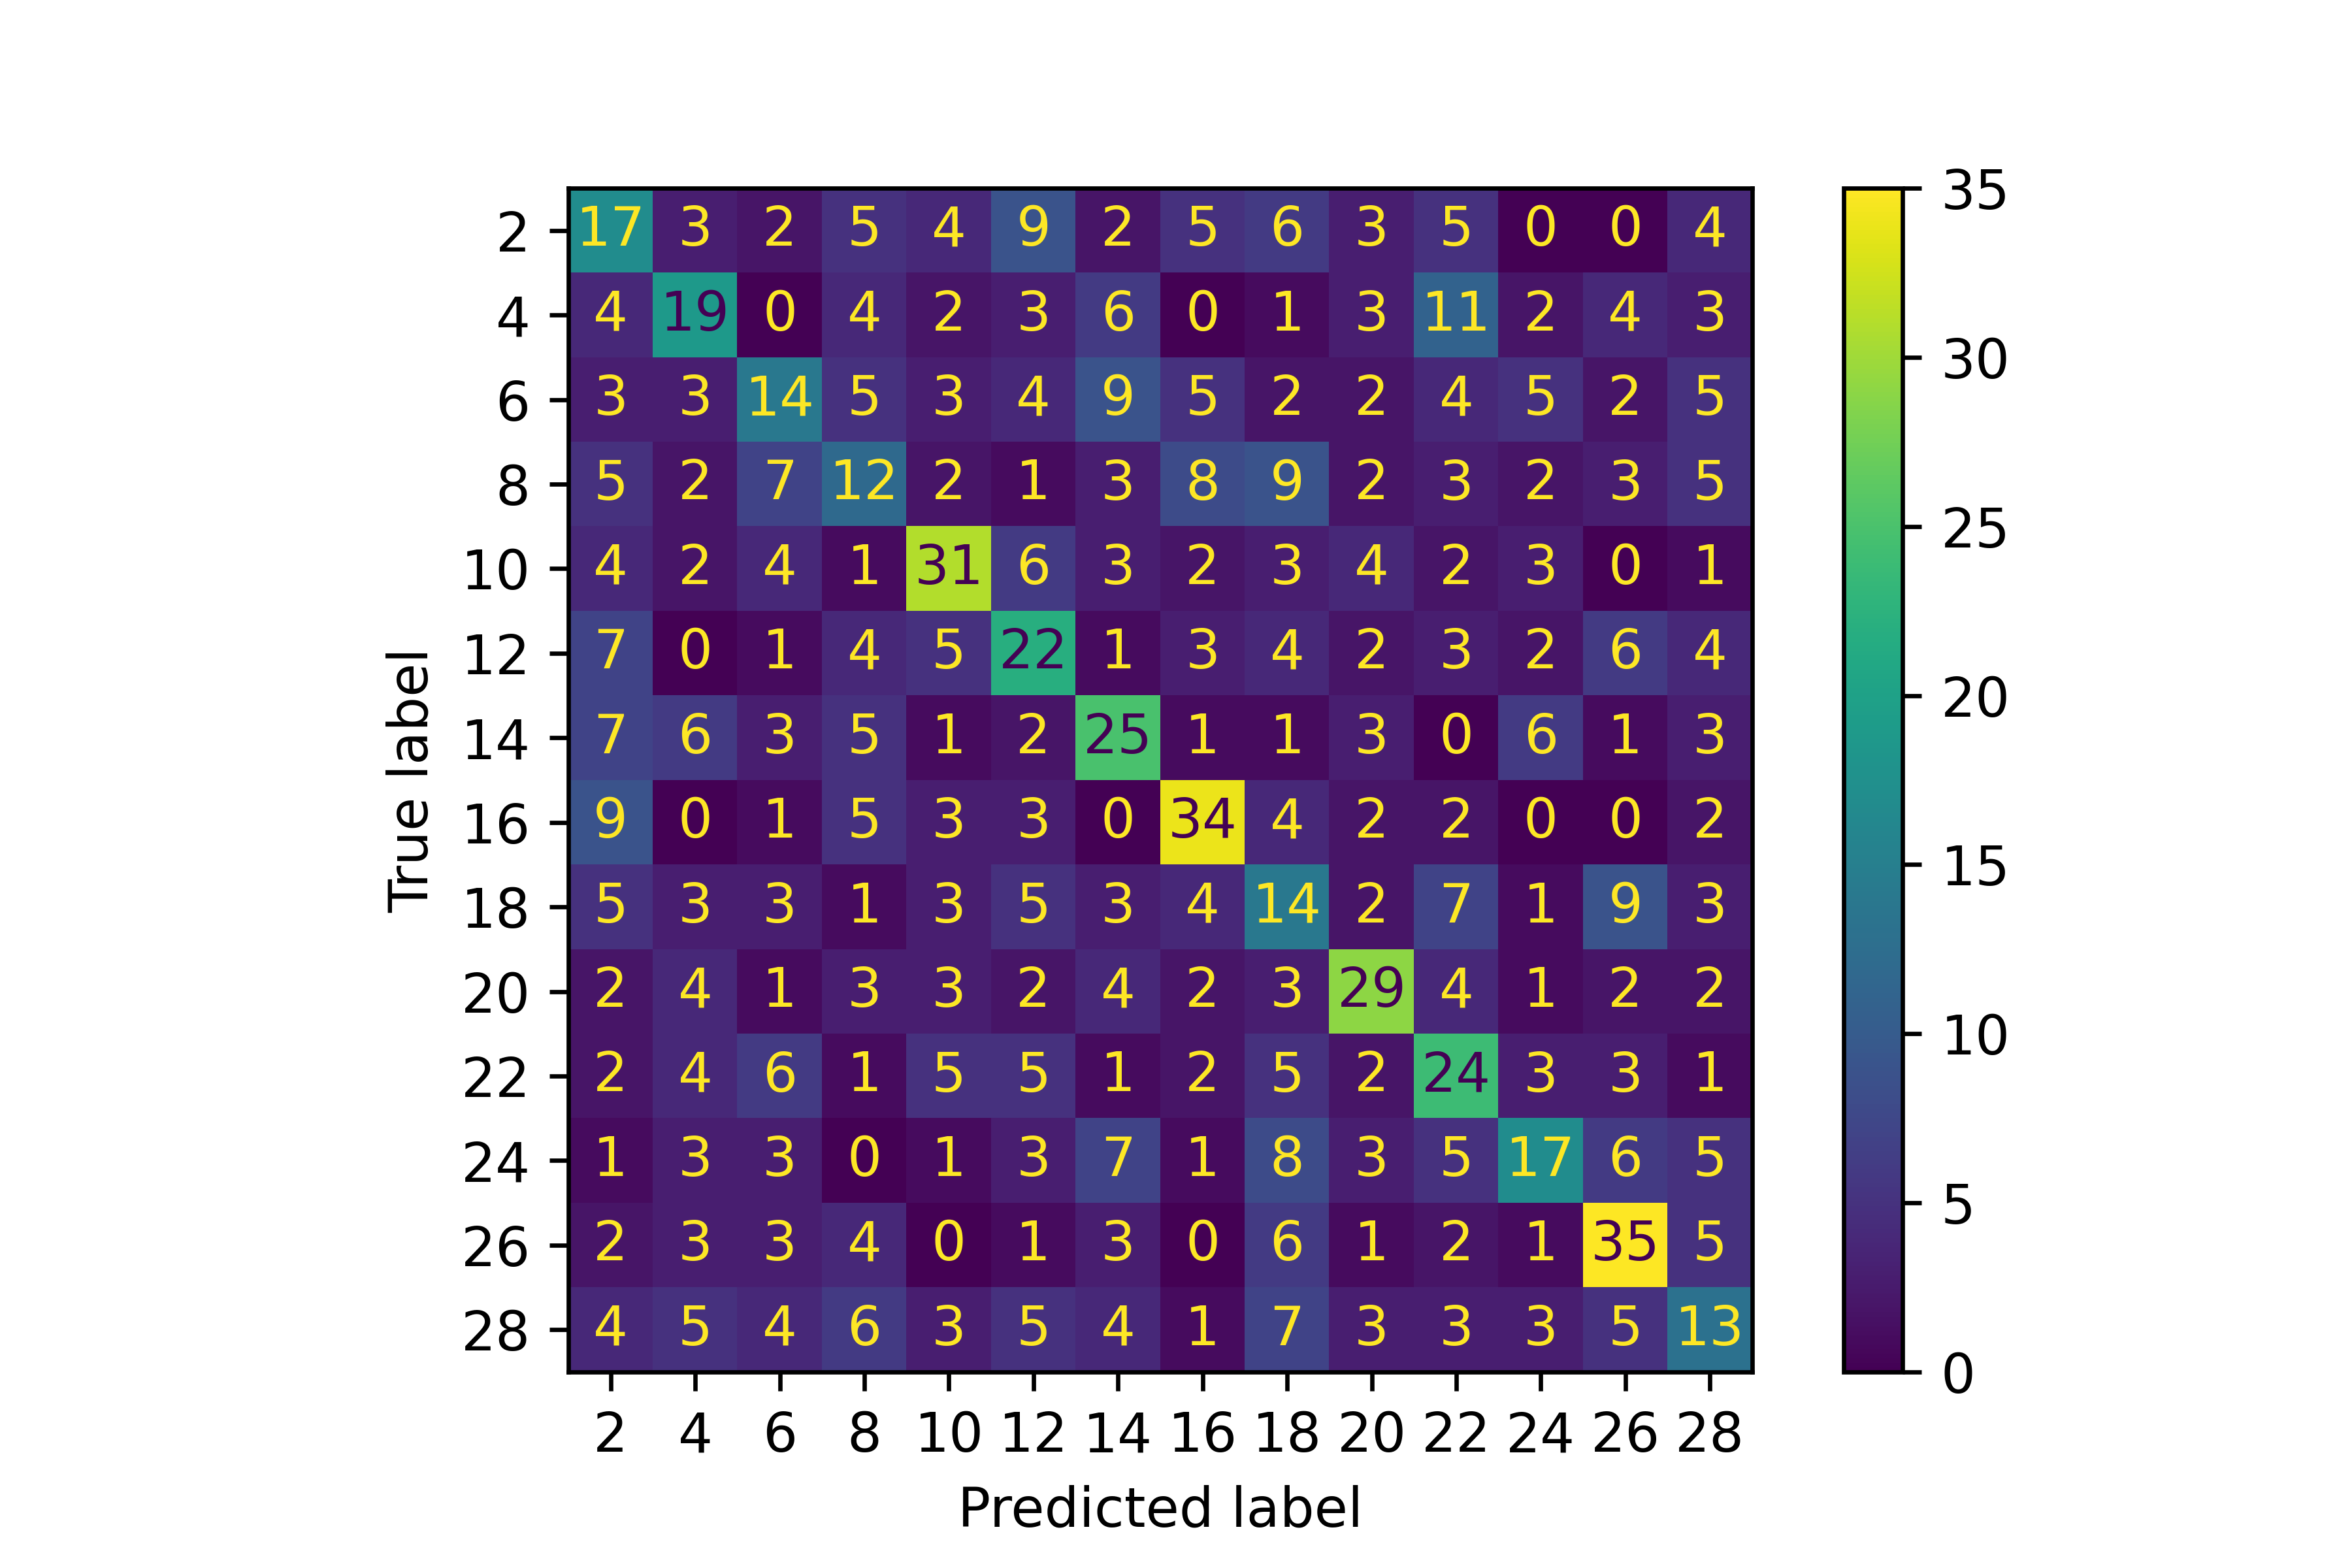 2 17 3 2 5 4 9 2 5 6 3 5 0 0 4
4 4 19 0 4 2 3 6 0 1 3 11 2 4 3
6 3 3 14 5 3 4 9 5 2 2 4 5 2 5
8 5 2 7 12 2 1 3 8 9 2 3 2 3 5
10 4 2 4 1 31 6 3 2 3 4 2 3 0 1
12 7 0 1 4 5 22 1 3 4 2 3 2 6 4
14 7 6 3 5 1 2 25 1 1 3 0 6 1 3
16 9 0 1 5 3 3 0 34 4 2 2 0 0 2
18 5 3 3 1 3 5 3 4 14 2 7 1 9 3
20 2 4 1 3 3 2 4 2 3 29 4 1 2 2
22 2 4 6 1 5 5 1 2 5 2 24 3 3 1
24 1 3 3 0 1 3 7 1 8 3 5 17 6 5
26 2 3 3 4 0 1 3 0 6 1 2 1 35 5
28 4 5 4 6 3 5 4 1 7 3 3 3 5 13
2 4 6 8 10 12 14 16 18 20 22 24 26 28
Predicted label
True label
35
30
25
20
15
10
5
0